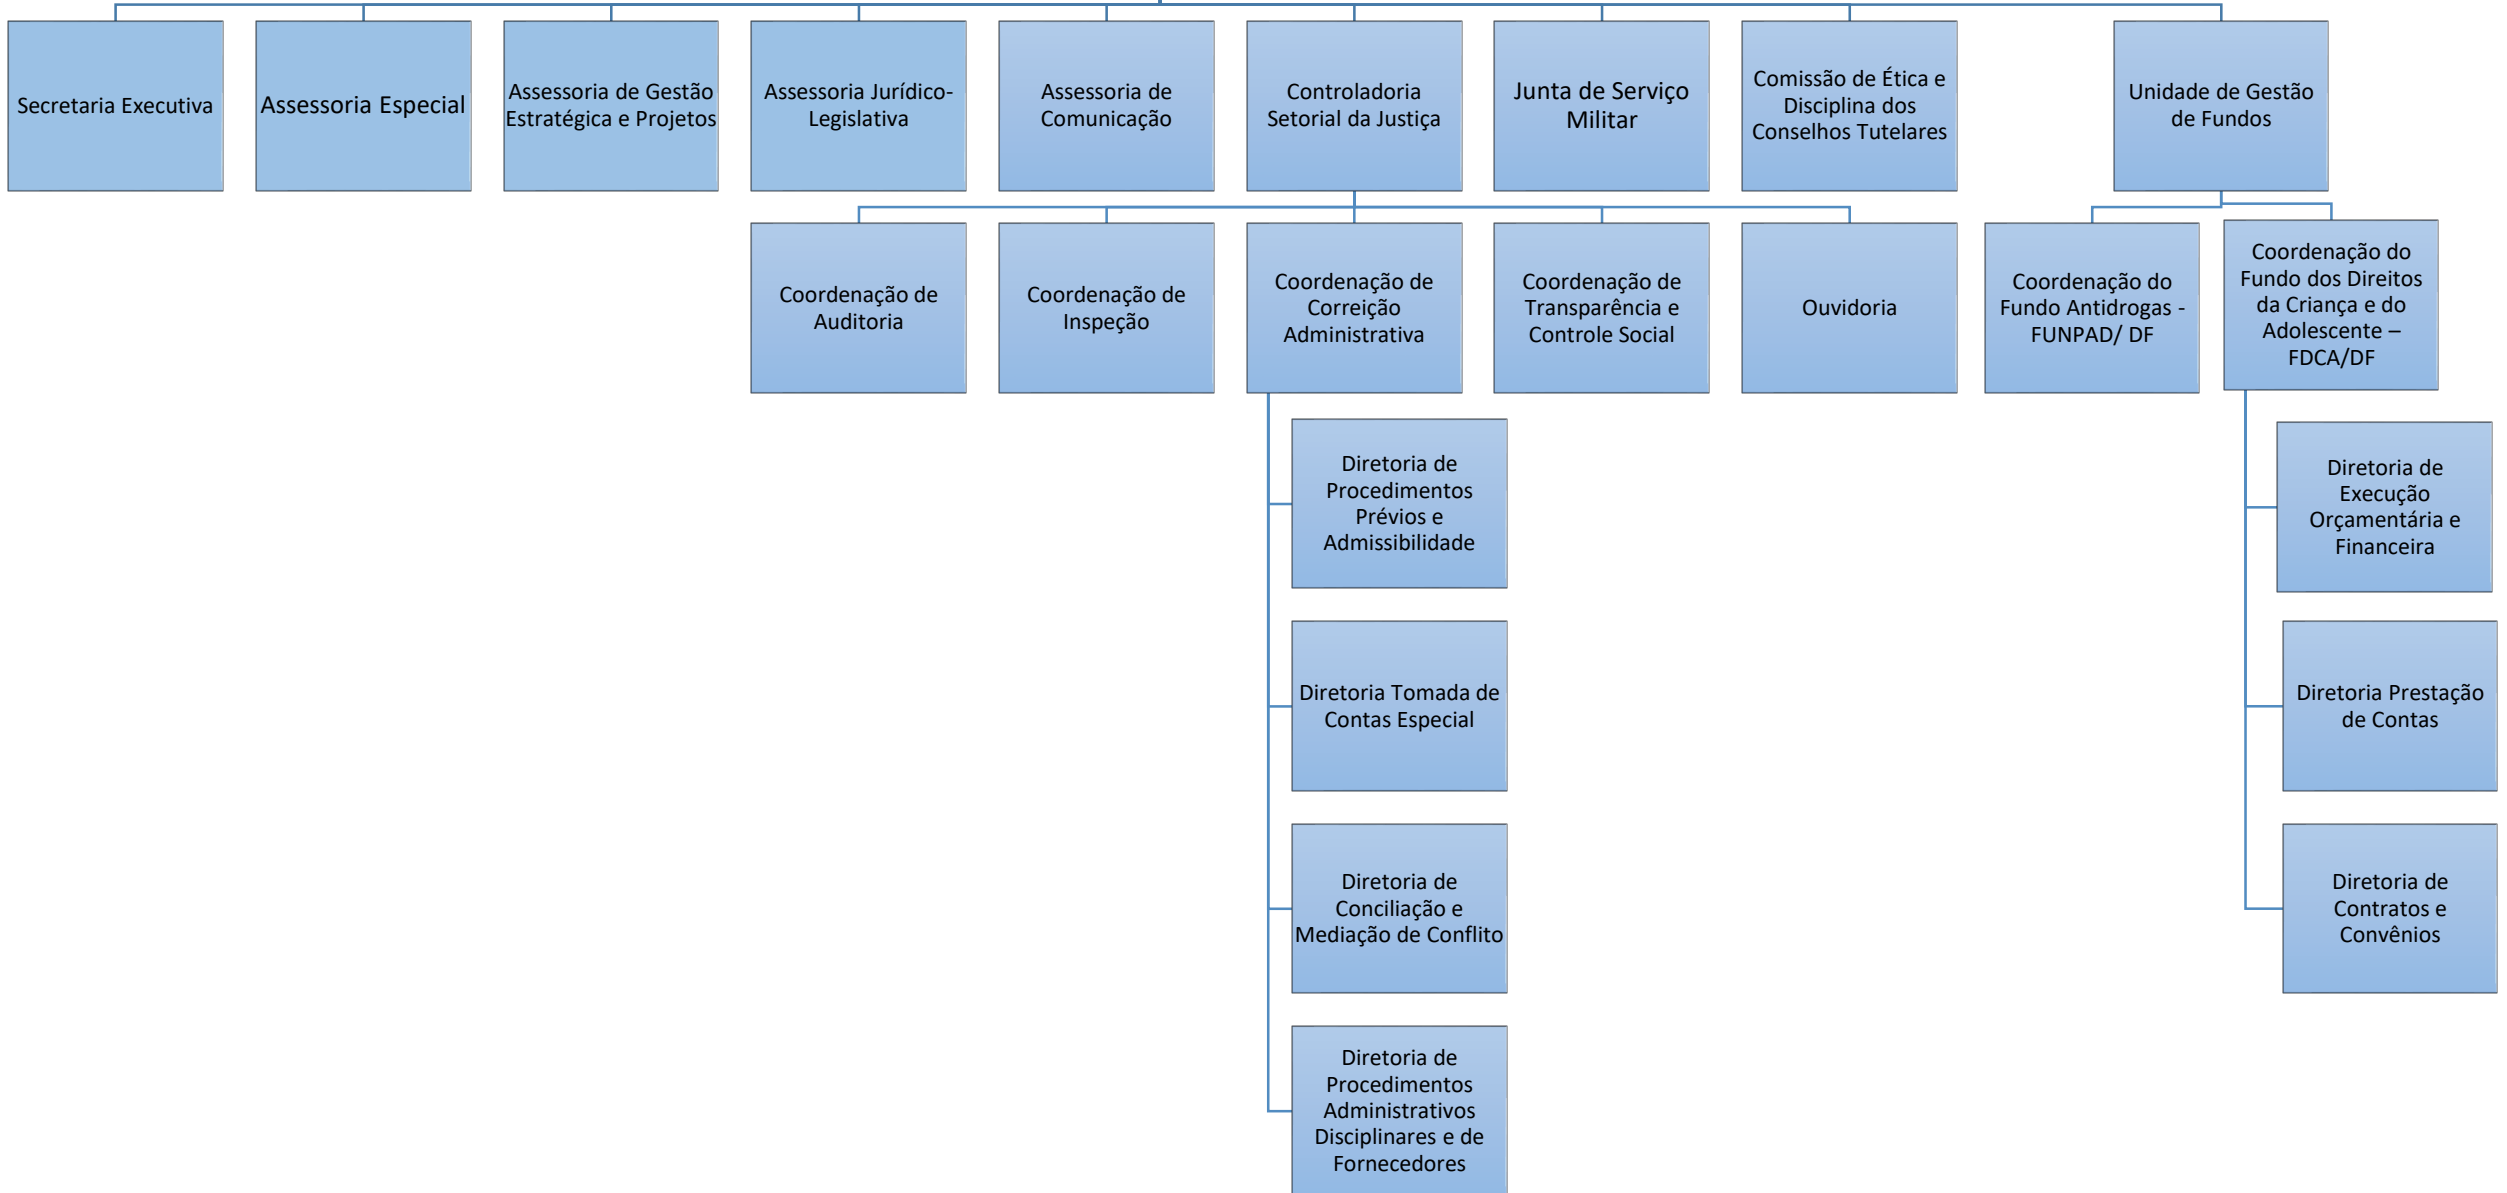 Secretaria Executiva
Assessoria Especial
Assessoria de Gestão
Estratégica e Projetos
Assessoria Jurídico-
Legislativa
Assessoria de
Comunicação
Controladoria
Setorial da Justiça
Junta de Serviço
Militar
Comissão de Ética e
Disciplina dos
Conselhos Tutelares
Unidade de Gestão
de Fundos
Coordenação de
Auditoria
Coordenação de
Inspeção
Coordenação de
Correição
Administrativa
Coordenação de
Transparência e
Controle Social
Ouvidoria
Coordenação do
Fundo Antidrogas -
FUNPAD/ DF
Coordenação do
Fundo dos Direitos
da Criança e do
Adolescente –
FDCA/DF
Diretoria de
Procedimentos
Prévios e
Admissibilidade
Diretoria de
Execução
Orçamentária e
Financeira
Diretoria Tomada de
Contas Especial
Diretoria Prestação
de Contas
Diretoria de
Conciliação e
Mediação de Conflito
Diretoria de
Contratos e
Convênios
Diretoria de
Procedimentos
Administrativos
Disciplinares e de
Fornecedores